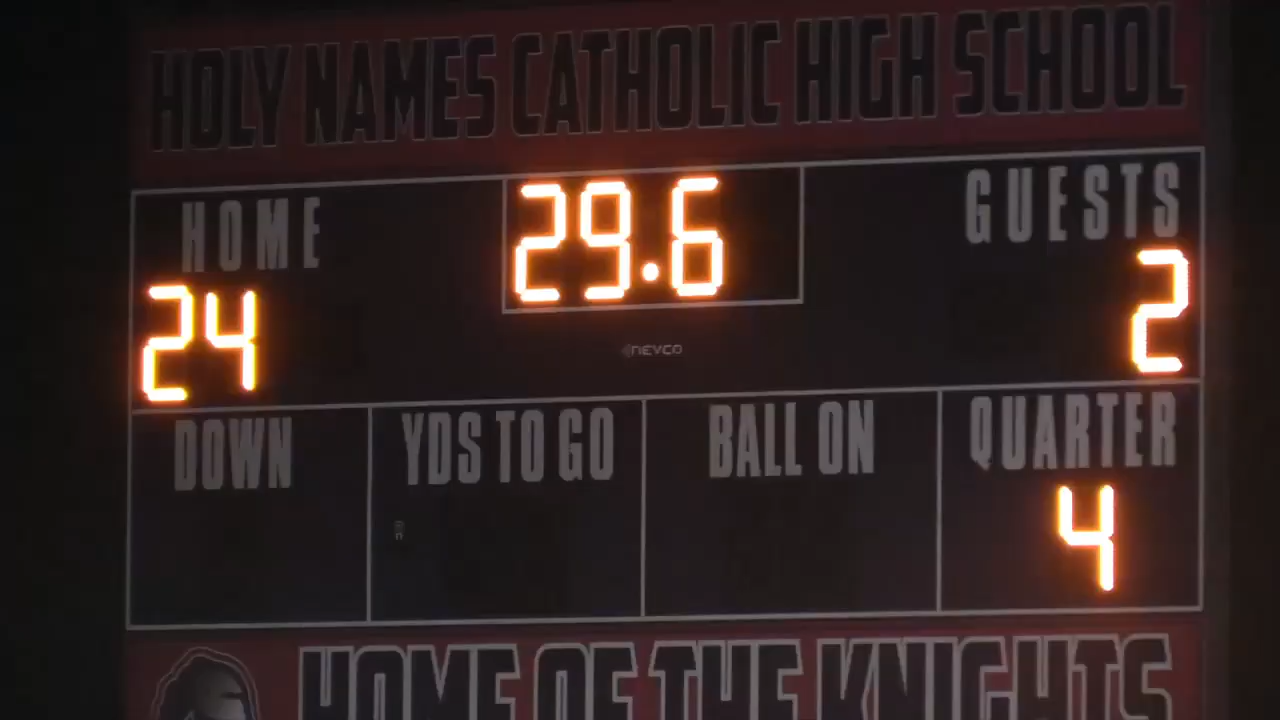 HOLY NAMES CATHOLIC HIGH SCHOOL
HOME 29.6 GUESTS
24 2
NEVCO
DOWN YDS TO GO BALL ON QUARTER
4
HOME OF THE KNIGHTS